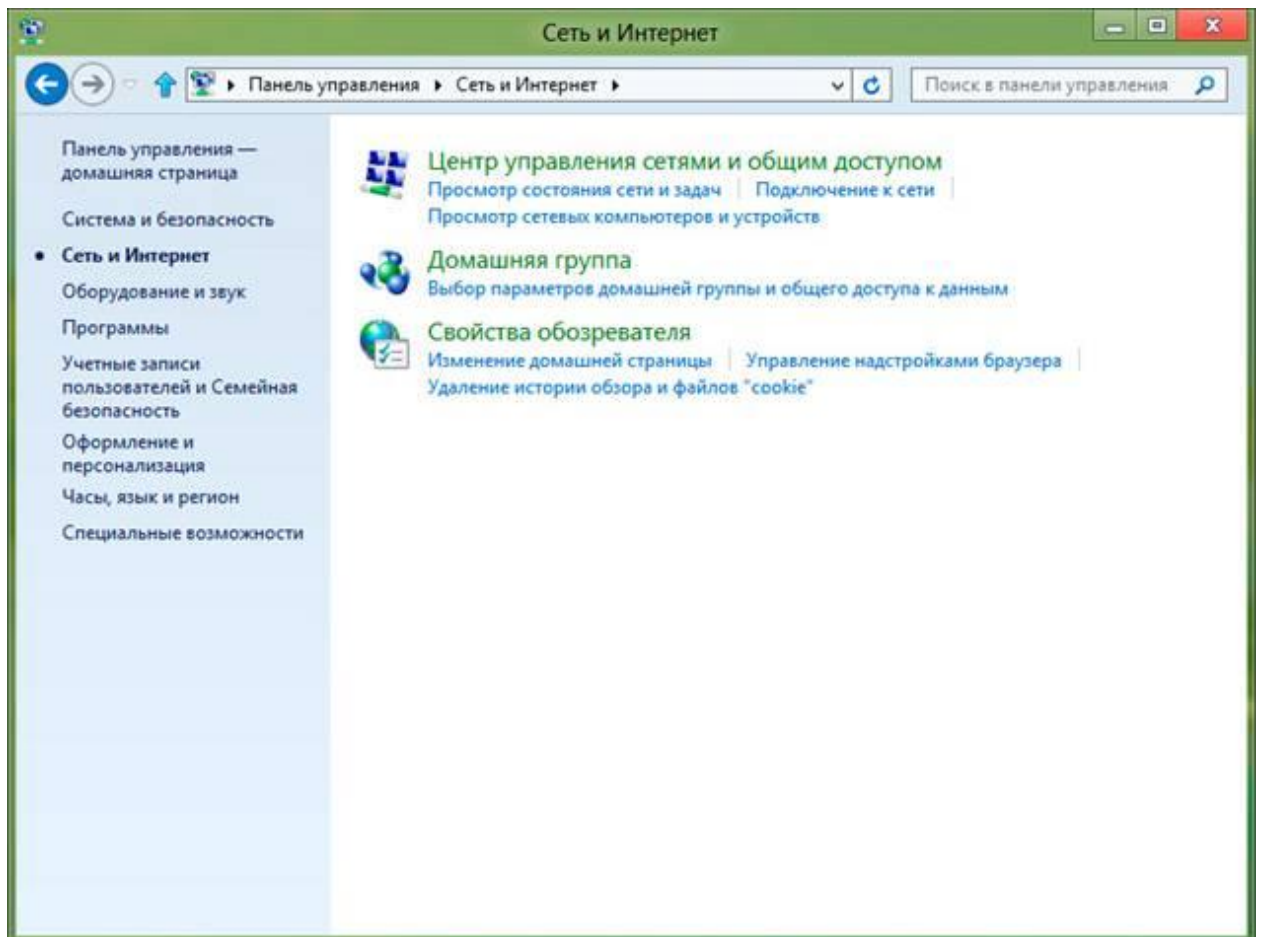 Сеть и Интернет
Панель управления Сеть и Интернет
Поиск в панели управления
Панель управления —
домашняя страница
Система и безопасность
Сеть и Интернет
Оборудование и звук
Программы
Учетные записи
пользователей и Семейная
безопасность
Оформление и
персонализация
Часы, язык и регион
Специальные возможности
Центр управления сетями и общим доступом
Просмотр состояния сети и задач Подключение к сети
Просмотр сетевых компьютеров и устройств
Домашняя группа
Выбор параметров домашней группы и общего доступа к данным
Свойства обозревателя
Изменение домашней страницы Управление надстройками браузера
Удаление истории обзора и файлов "cookie"